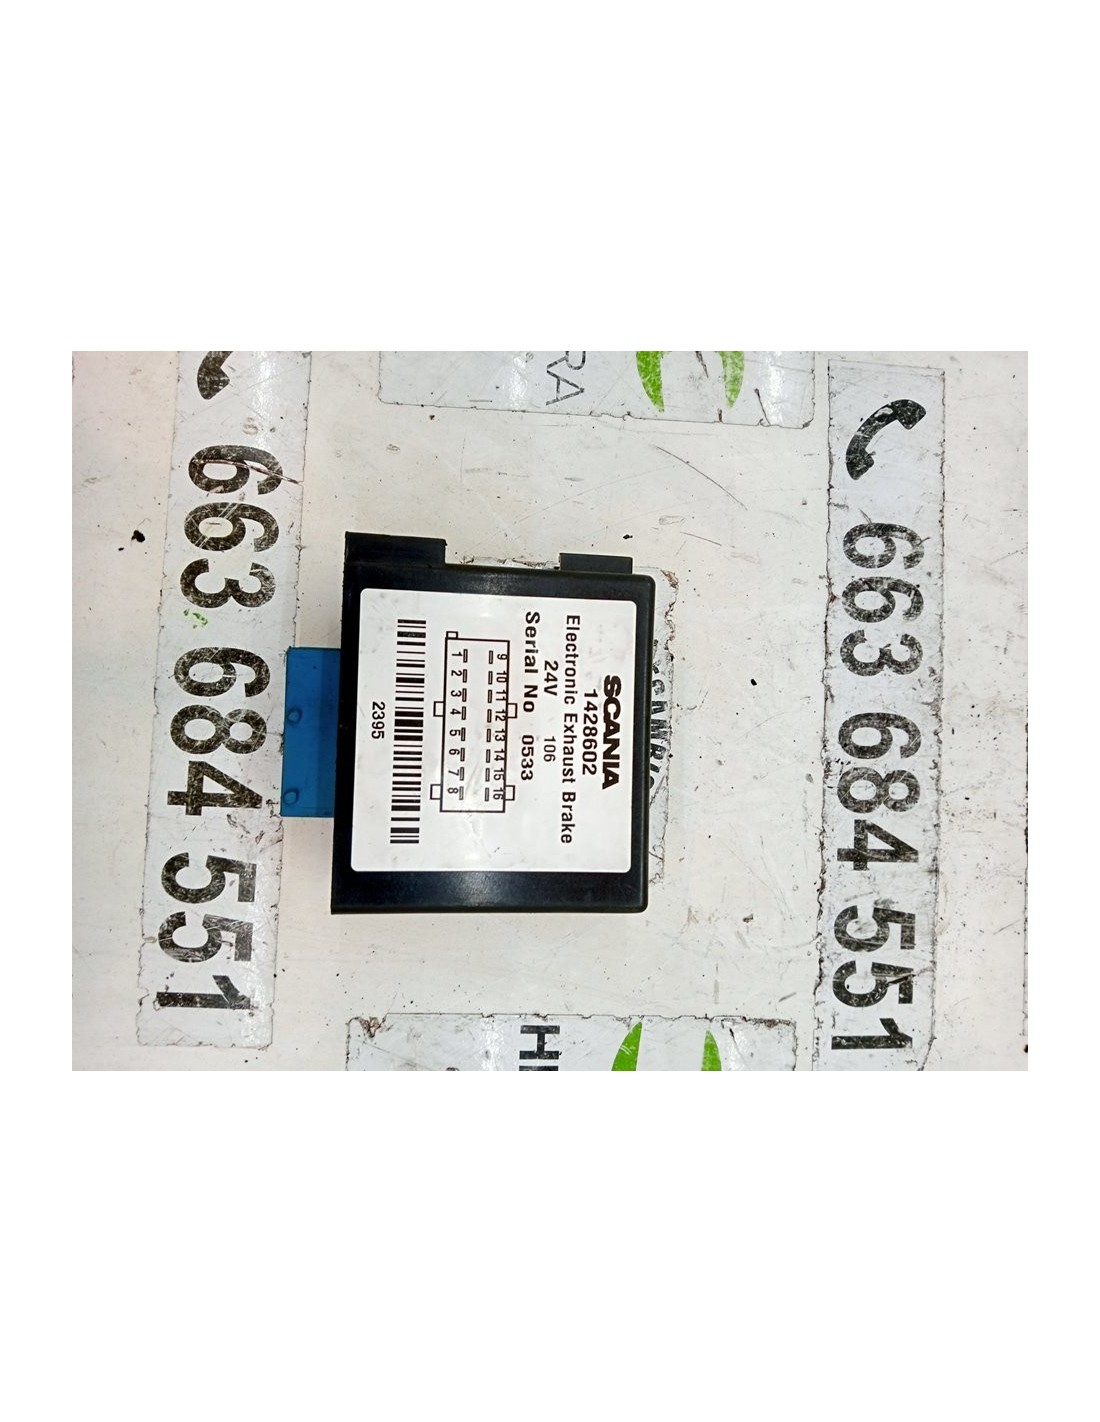 SCANIA
1428602
Electronic Exhaust Brake
24V 106
Serial No 0533
9 10 11 12 13 14 15 16
1 2 3 4 5 6 7 8
2395
663 684 551
663 684 551
RA
H